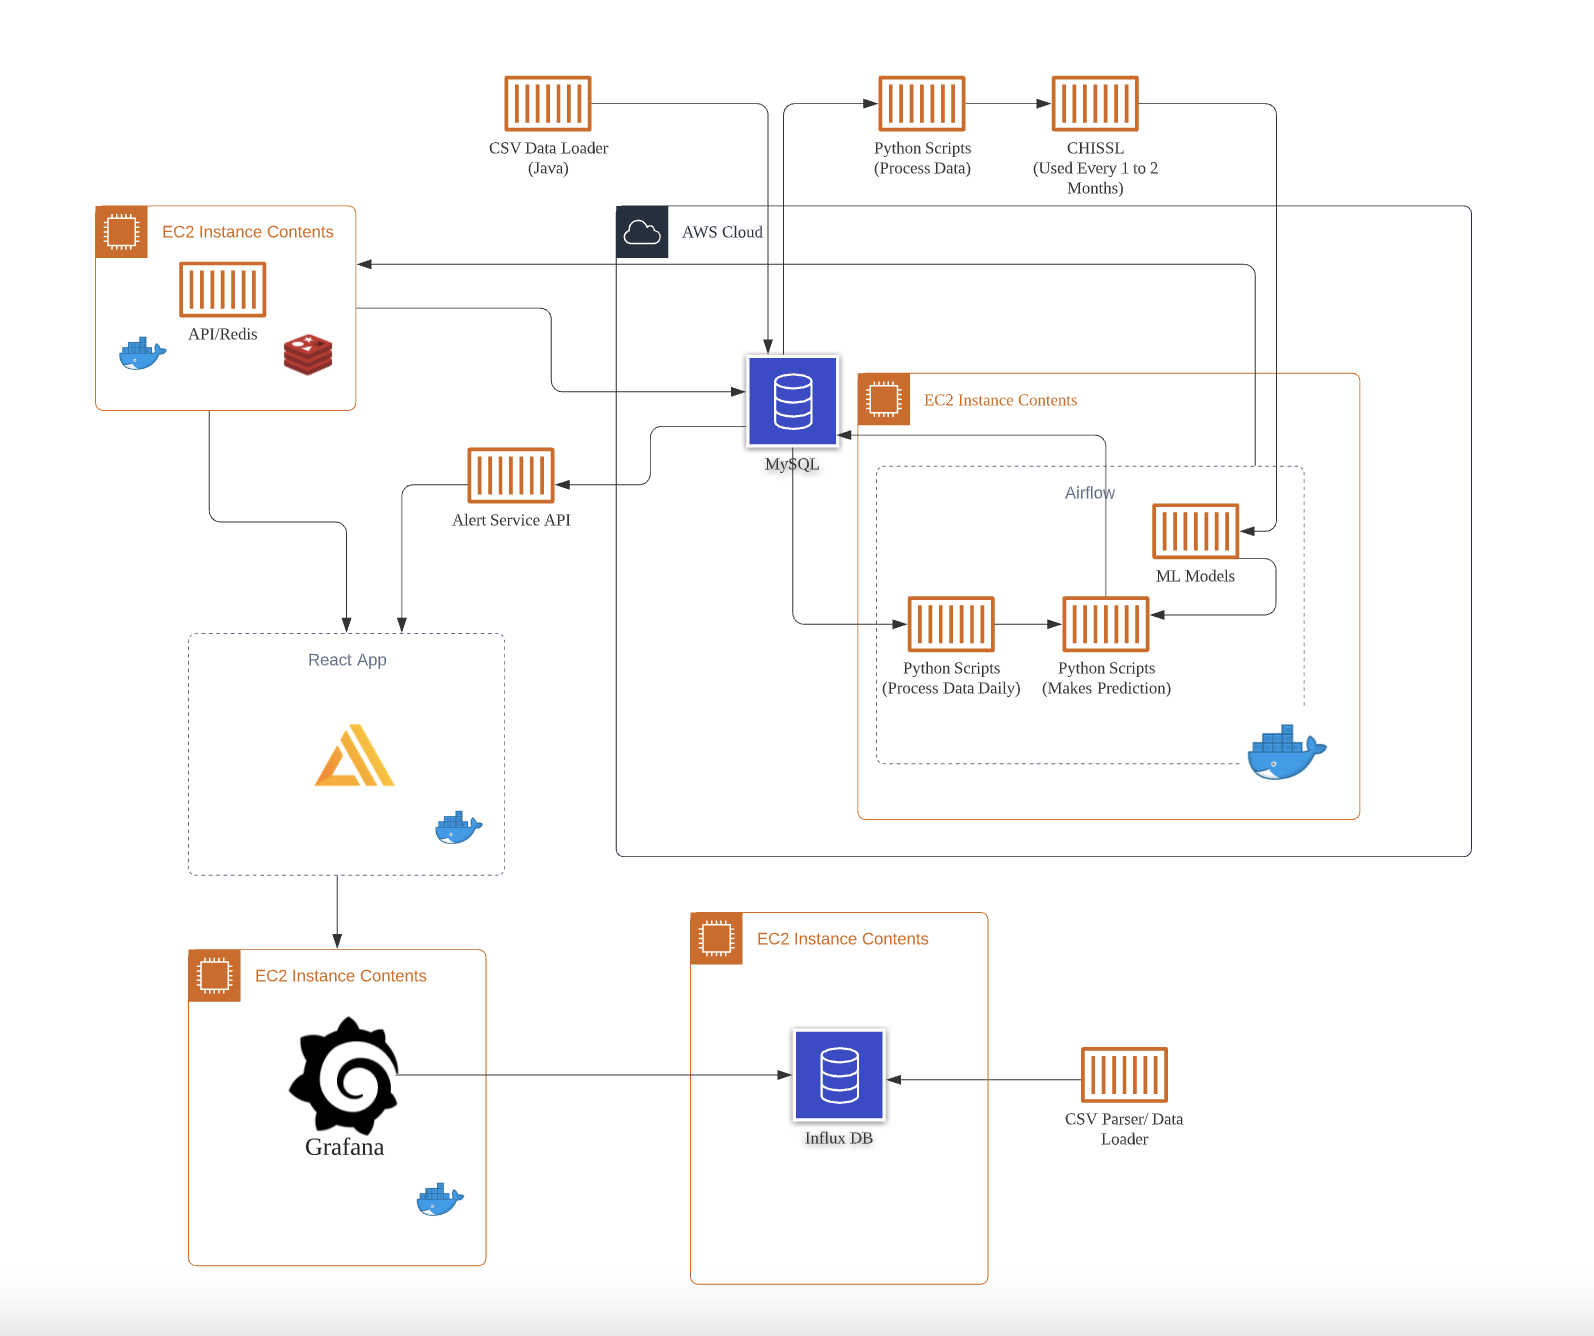 CSV Data Loader
(Java)
Python Scripts
(Process Data)
CHISSL
(Used Every 1 to 2
Months)
EC2 Instance Contents
API/Redis
AWS Cloud
MySQL
EC2 Instance Contents
Airflow
Alert Service API
ML Models
Python Scripts
(Process Data Daily)
Python Scripts
(Makes Prediction)
React App
EC2 Instance Contents
Grafana
EC2 Instance Contents
Influx DB
CSV Parser/ Data
Loader